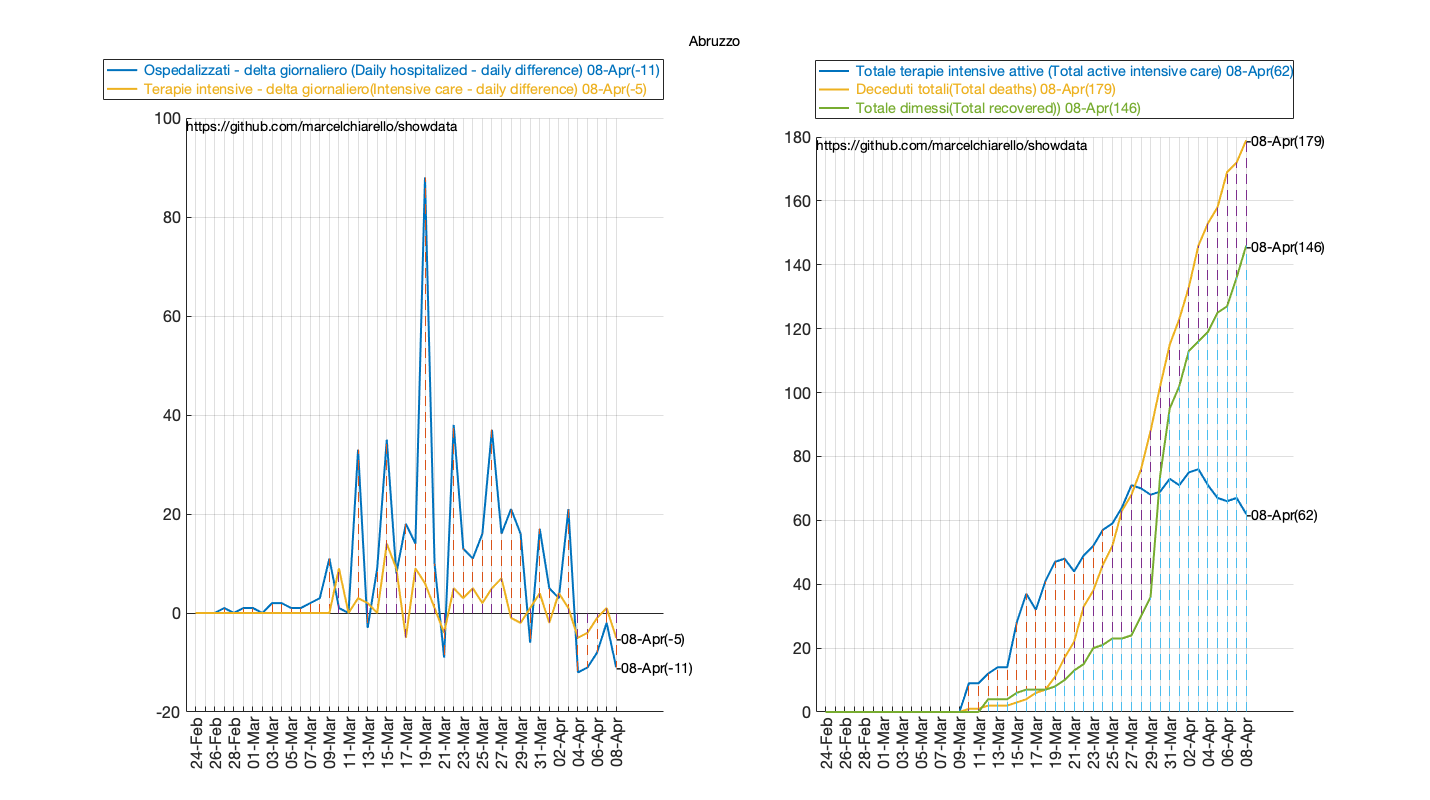 Abruzzo
Ospedalizzati - delta giornaliero (Daily hospitalized - daily difference) 08-Apr(-11)
Terapie intensive - delta giornaliero(Intensive care - daily difference) 08-Apr(-5)
https://github.com/marcelchiarello/showdata
100
80
60
40
20
0
-20
-08-Apr(-5)
-08-Apr(-11)
24-Feb
26-Feb
28-Feb
01-Mar
03-Mar
05-Mar
07-Mar
09-Mar
11-Mar
13-Mar
15-Mar
17-Mar
19-Mar
21-Mar
23-Mar
25-Mar
27-Mar
29-Mar
31-Mar
02-Apr
04-Apr
06-Apr
08-Apr
Totale terapie intensive attive (Total active intensive care) 08-Apr(62)
Deceduti totali(Total deaths) 08-Apr(179)
Totale dimessi(Total recovered)) 08-Apr(146)
https://github.com/marcelchiarello/showdata
180
160
140
120
100
80
60
40
20
0
-08-Apr(179)
-08-Apr(146)
-08-Apr(62)
24-Feb
26-Feb
28-Feb
01-Mar
03-Mar
05-Mar
07-Mar
09-Mar
11-Mar
13-Mar
15-Mar
17-Mar
19-Mar
21-Mar
23-Mar
25-Mar
27-Mar
29-Mar
31-Mar
02-Apr
04-Apr
06-Apr
08-Apr